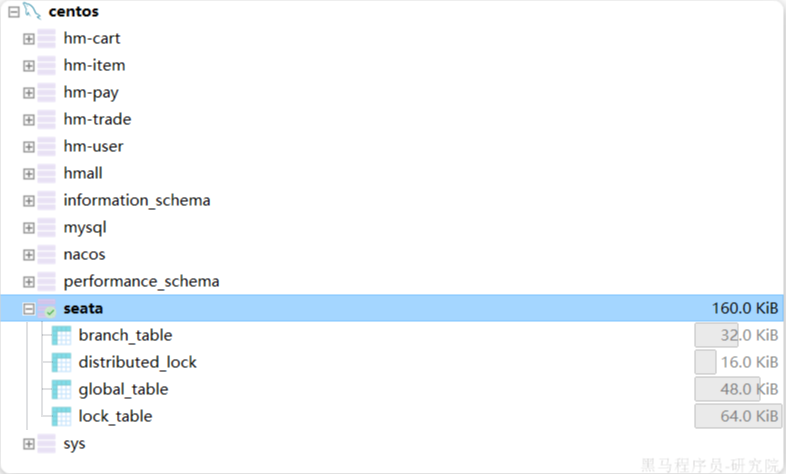 centos
hm-cart
hm-item
hm-pay
hm-trade
hm-user
hmall
information_schema
mysql
nacos
performance_schema
seata 160.0 KiB
branch_table 32.0 KiB
distributed_lock 16.0 KiB
global_table 48.0 KiB
lock_table 64.0 KiB
sys
黑马程序员-研究院